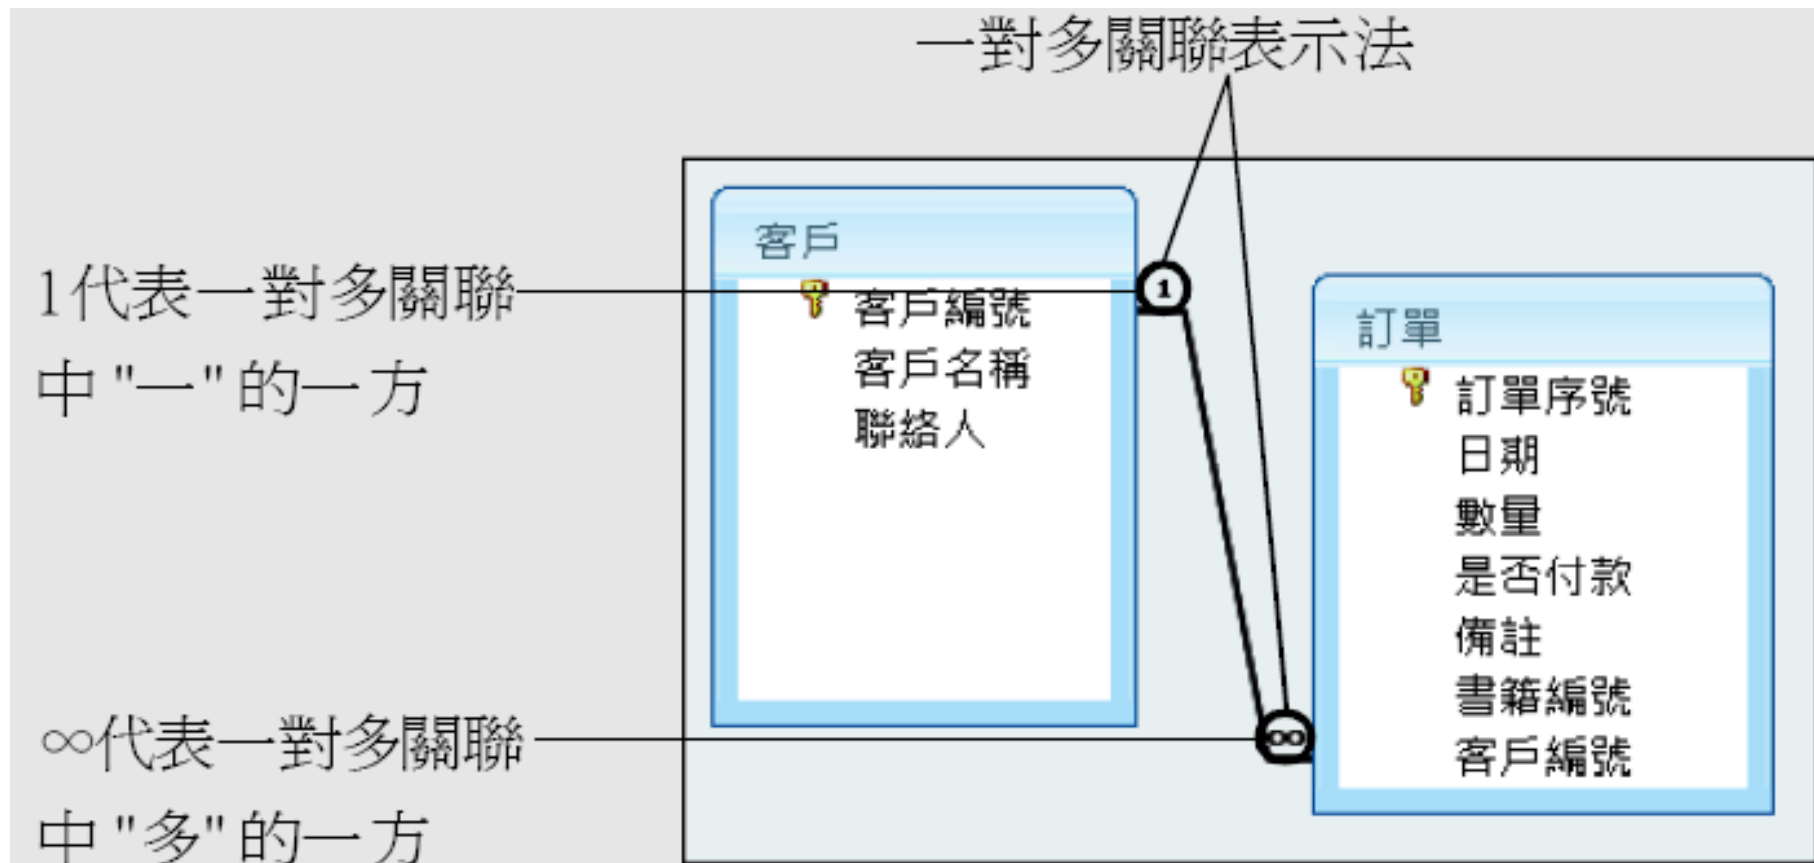 一對多關聯表示法
1代表一對多關聯
中"一"的一方
∞代表一對多關聯
中"多"的一方
客戶
客戶編號
客戶名稱
聯絡人
1
∞
訂單
訂單序號
日期
數量
是否付款
備註
書籍編號
客戶編號